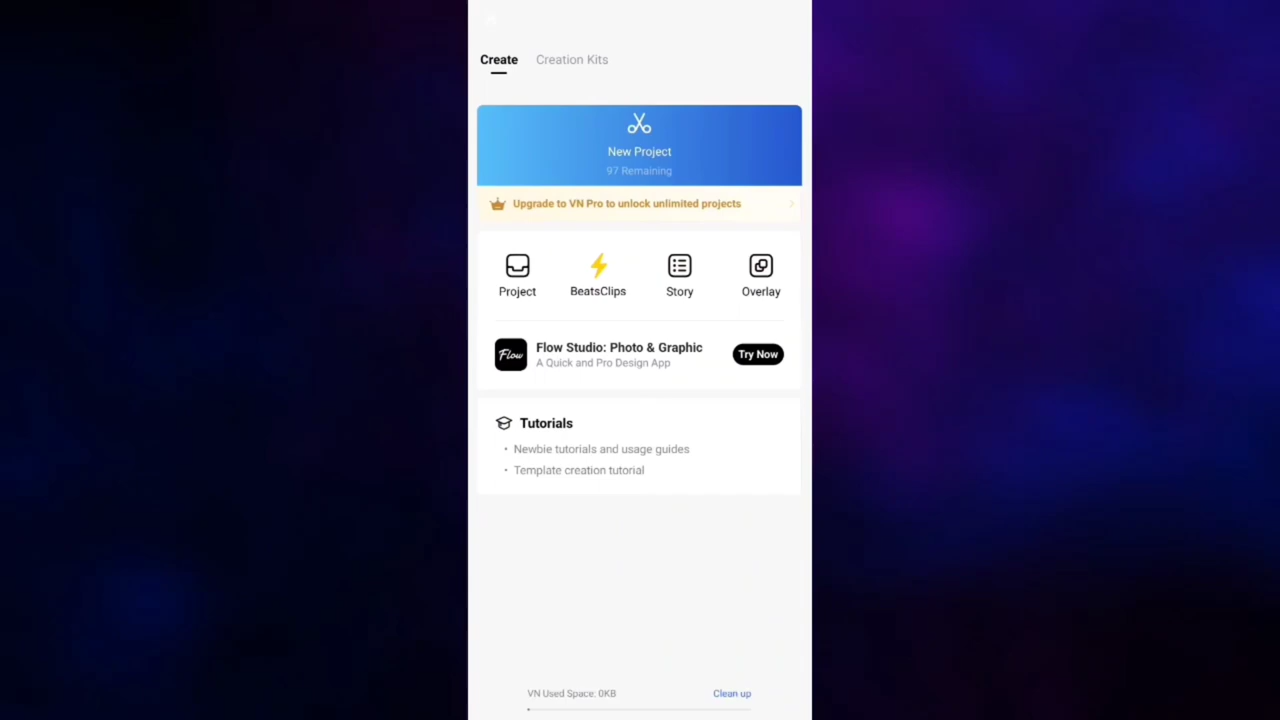 Create Creation Kits
New Project
97 Remaining
Upgrade to VN Pro to unlock unlimited projects
Project BeatsClips Story Overlay
Flow
Flow Studio: Photo & Graphic
A Quick and Pro Design App
Try Now
Tutorials
• Newbie tutorials and usage guides
• Template creation tutorial
VN Used Space: 0KB Clean up